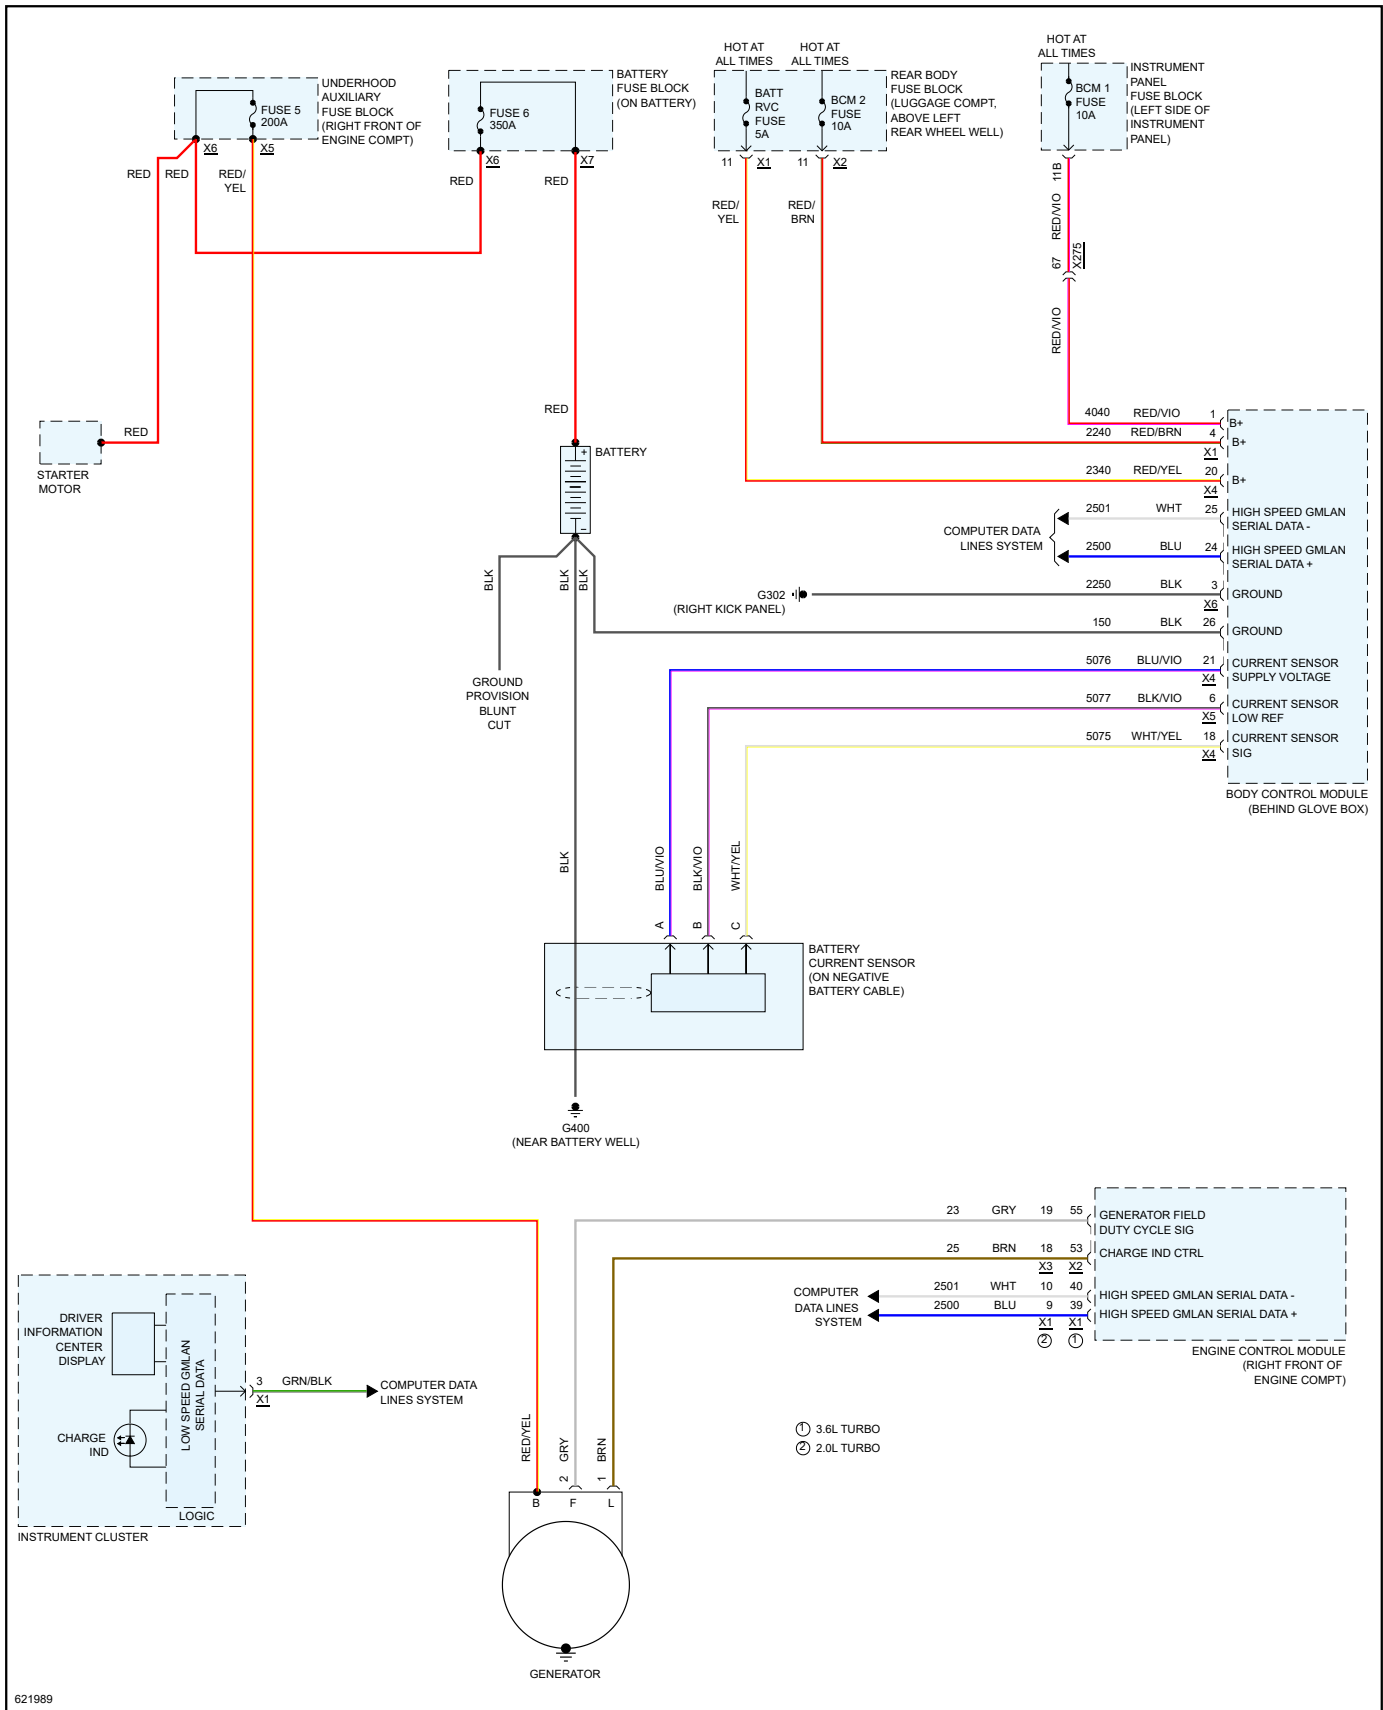 HOT AT
ALL TIMES
HOT AT
ALL TIMES
HOT AT
ALL TIMES
UNDERHOOD
AUXILIARY
FUSE BLOCK
(RIGHT FRONT OF
ENGINE COMPT)
FUSE 5
200A
X6
X5
RED
RED
RED/
YEL
BATTERY
FUSE BLOCK
(ON BATTERY)
FUSE 6
350A
X6
X7
RED
RED
BATT
RVC
FUSE
5A
BCM 2
FUSE
10A
REAR BODY
FUSE BLOCK
(LUGGAGE COMPT,
ABOVE LEFT
REAR WHEEL WELL)
11
X1
11
X2
RED/
YEL
RED/
BRN
BCM 1
FUSE
10A
INSTRUMENT
PANEL
FUSE BLOCK
(LEFT SIDE OF
INSTRUMENT
PANEL)
11B
RED/VIO
67
X275
RED/VIO
RED
STARTER
MOTOR
RED
+
BATTERY
-
BLK
BLK
BLK
GROUND
PROVISION
BLUNT
CUT
4040 RED/VIO 1
B+
2240 RED/BRN 4
B+
X1
2340 RED/YEL 20
B+
X4
2501 WHT 25
HIGH SPEED GMLAN
SERIAL DATA -
COMPUTER DATA
LINES SYSTEM
2500 BLU 24
HIGH SPEED GMLAN
SERIAL DATA +
G302
(RIGHT KICK PANEL)
2250 BLK 3
GROUND
X6
150 BLK 26
GROUND
5076 BLU/VIO 21
CURRENT SENSOR
SUPPLY VOLTAGE
X4
5077 BLK/VIO 6
CURRENT SENSOR
LOW REF
X5
5075 WHT/YEL 18
CURRENT SENSOR
SIG
X4
BODY CONTROL MODULE
(BEHIND GLOVE BOX)
BLK
BLU/VIO
BLK/VIO
WHT/YEL
A
B
C
BATTERY
CURRENT SENSOR
(ON NEGATIVE
BATTERY CABLE)
G400
(NEAR BATTERY WELL)
23 GRY 19 55
GENERATOR FIELD
DUTY CYCLE SIG
25 BRN 18 53
CHARGE IND CTRL
X3 X2
COMPUTER
DATA LINES
SYSTEM
2501 WHT 10 40
HIGH SPEED GMLAN SERIAL DATA -
2500 BLU 9 39
HIGH SPEED GMLAN SERIAL DATA +
X1 X1
2 1
ENGINE CONTROL MODULE
(RIGHT FRONT OF
ENGINE COMPT)
DRIVER
INFORMATION
CENTER
DISPLAY
CHARGE
IND
LOW SPEED GMLAN
SERIAL DATA
LOGIC
INSTRUMENT CLUSTER
3
GRN/BLK
X1
COMPUTER DATA
LINES SYSTEM
1 3.6L TURBO
2 2.0L TURBO
RED/YEL
2 GRY
1 BRN
B
F
L
GENERATOR
621989